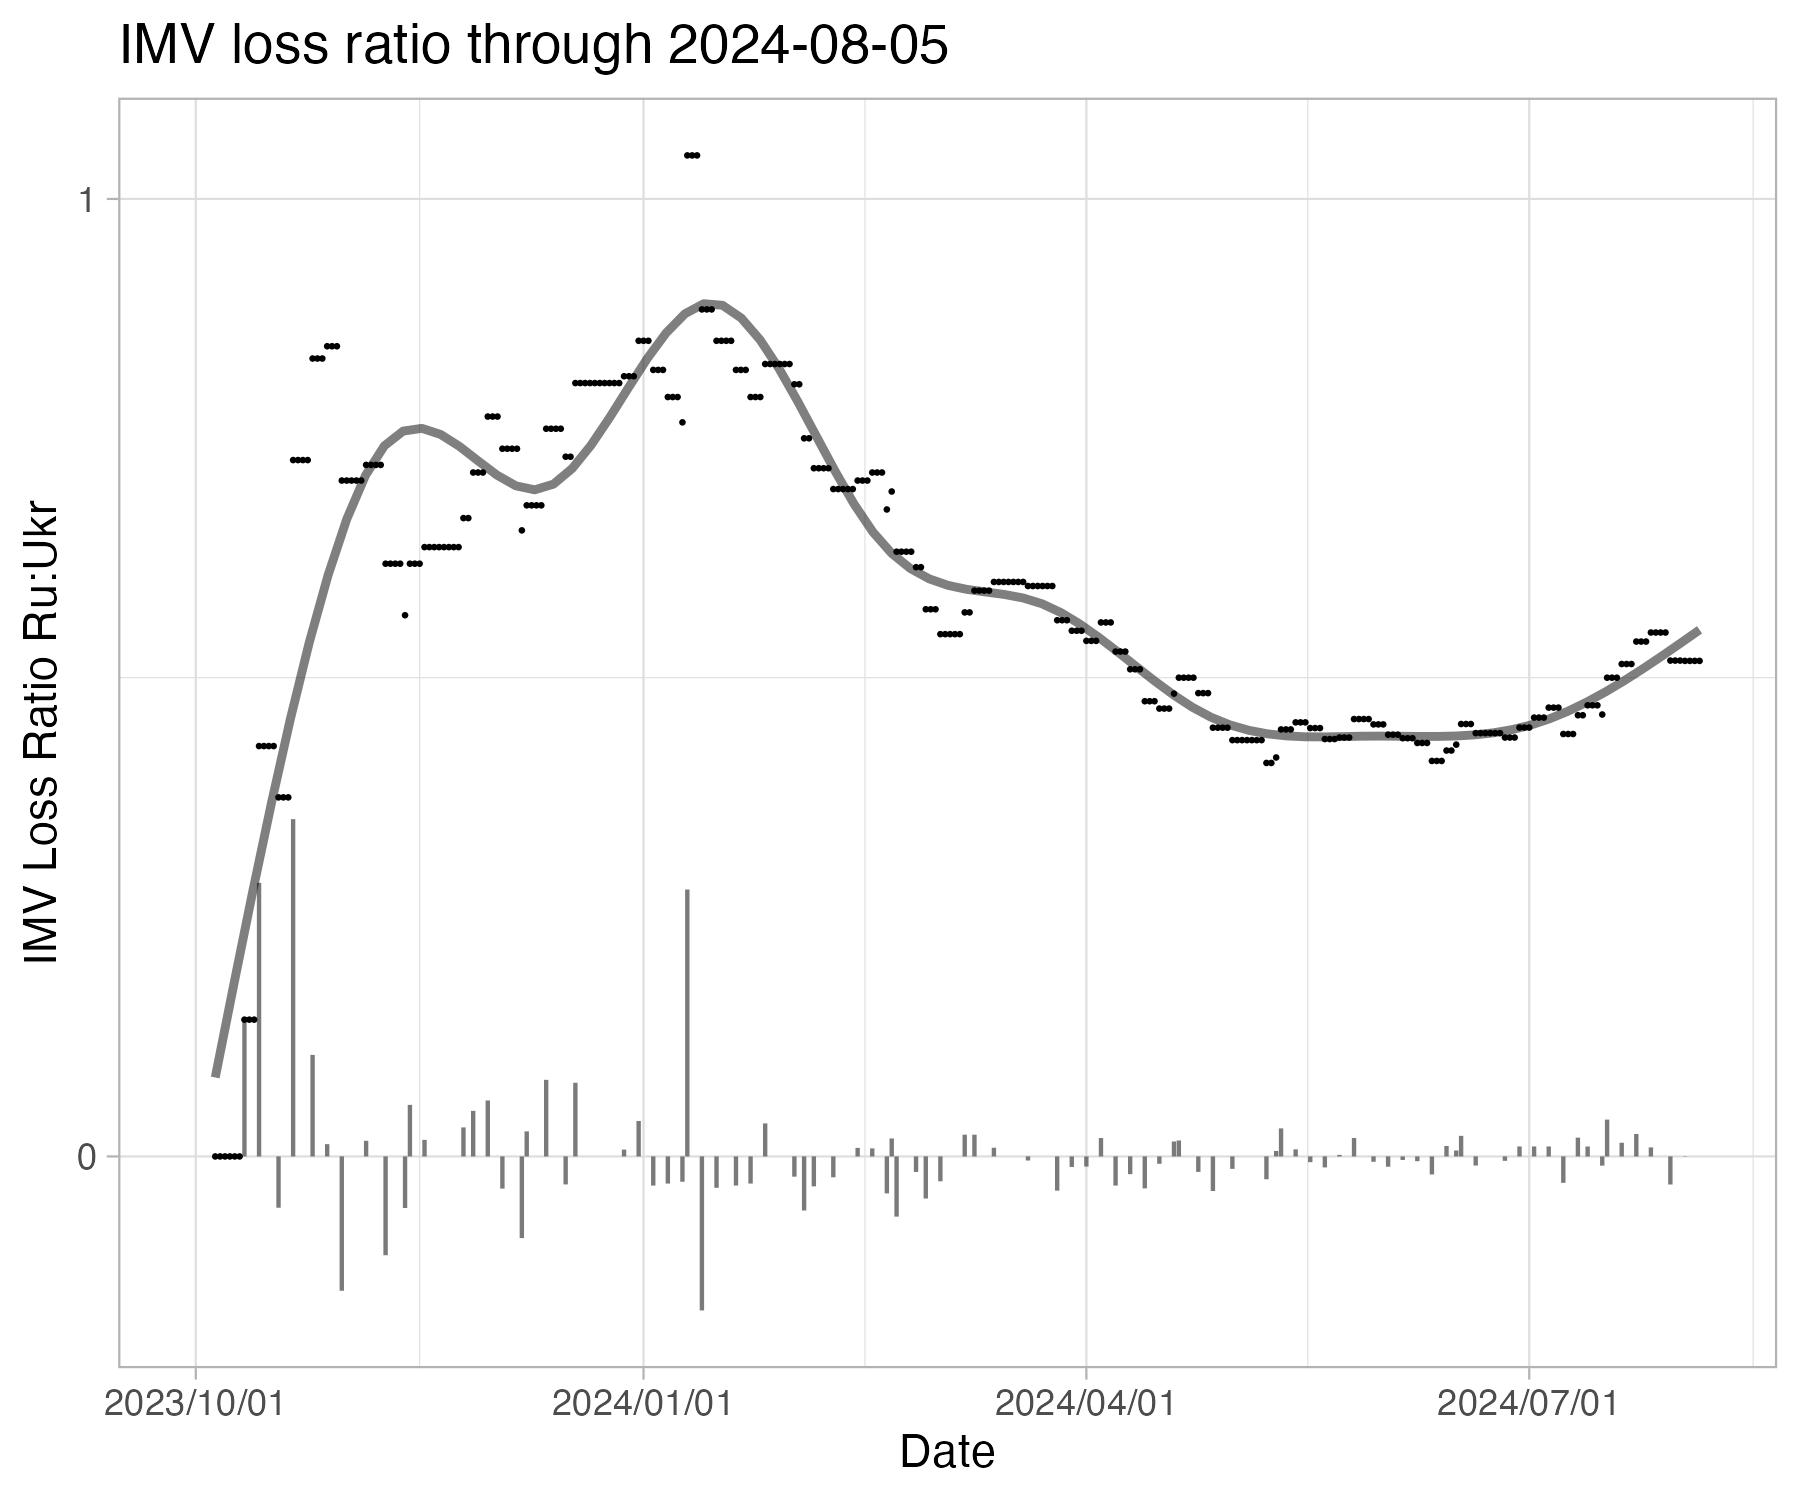 IMV loss ratio through 2024-08-05
IMV Loss Ratio Ru:Ukr
1
0
2023/10/01
2024/01/01
2024/04/01
2024/07/01
Date